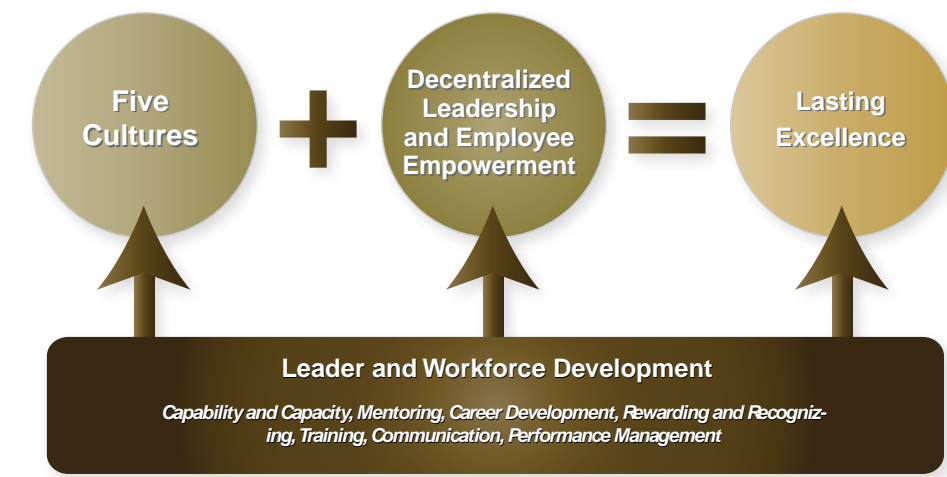 Five
Cultures
Decentralized
Leadership
and Employee
Empowerment
Lasting
Excellence
Leader and Workforce Development
Capability and Capacity, Mentoring, Career Development, Rewarding and Recogniz-
ing, Training, Communication, Performance Management